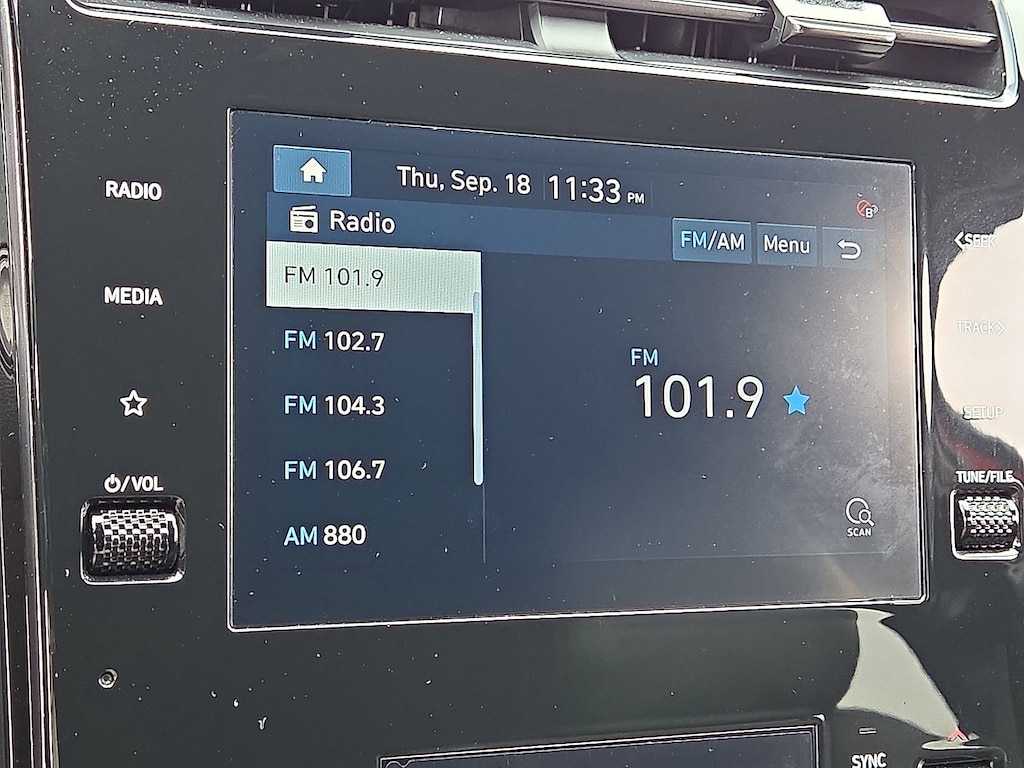 Thu, Sep. 18 11:33 PM
B
Radio
FM/AM Menu
FM 101.9
FM 102.7
FM 104.3
FM 106.7
AM 880
FM
101.9
SCAN
RADIO
MEDIA
/VOL
SEEK
TRACK
SETUP
TUNE/FILE
SYNC